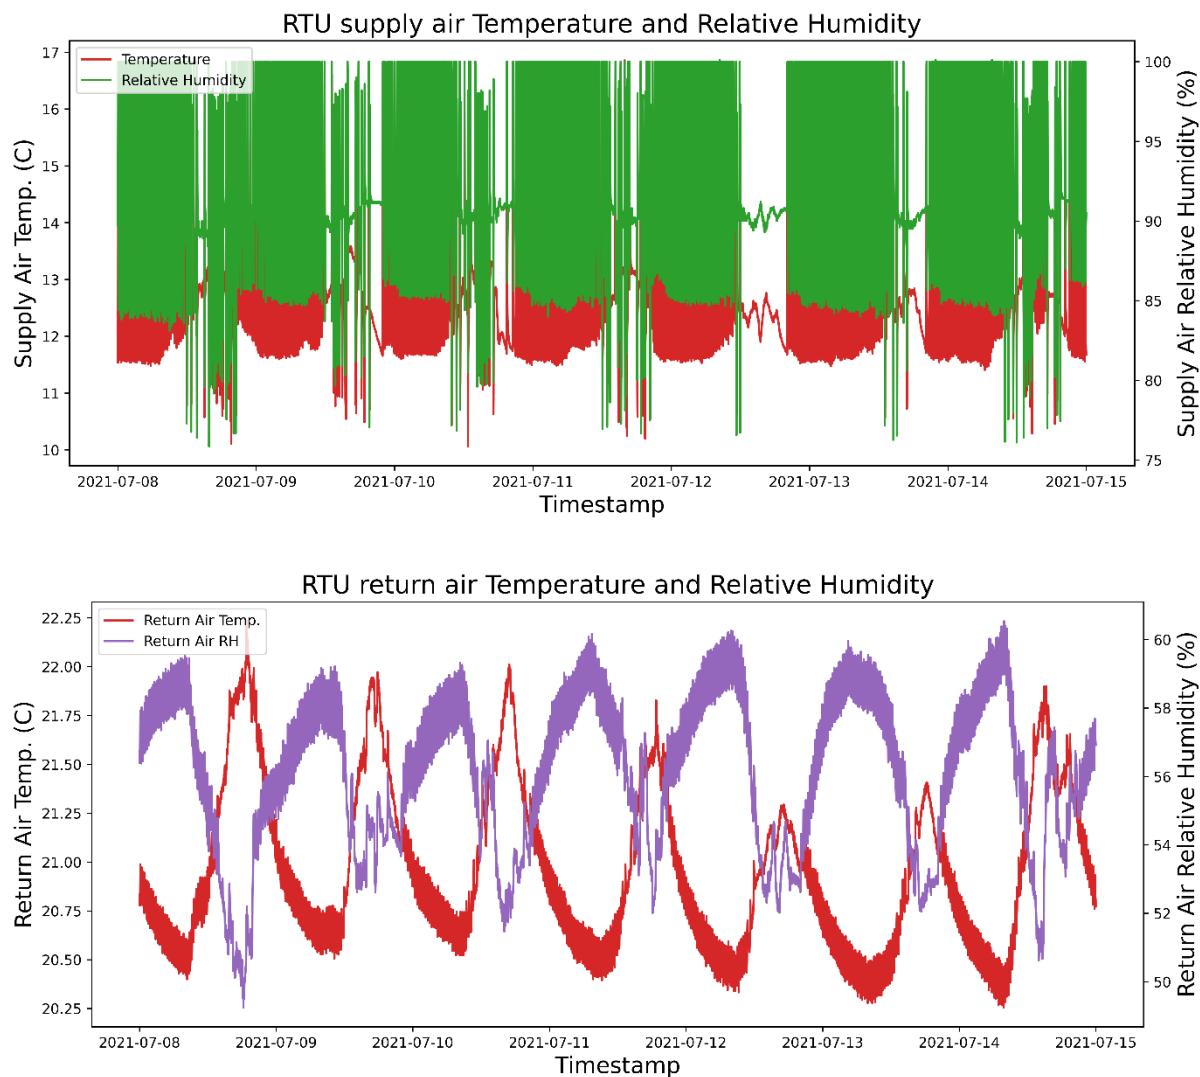 RTU supply air Temperature and Relative Humidity
17
16
15
14
13
12
11
10
Supply Air Temp. (C)
Temperature
Relative Humidity
100
95
90
85
80
75
Supply Air Relative Humidity (%)
2021-07-08 2021-07-09 2021-07-10 2021-07-11 2021-07-12 2021-07-13 2021-07-14 2021-07-15
Timestamp
RTU return air Temperature and Relative Humidity
22.25
22.00
21.75
21.50
21.25
21.00
20.75
20.50
20.25
Return Air Temp. (C)
Return Air Temp.
Return Air RH
60
58
56
54
52
50
Return Air Relative Humidity (%)
2021-07-08 2021-07-09 2021-07-10 2021-07-11 2021-07-12 2021-07-13 2021-07-14 2021-07-15
Timestamp